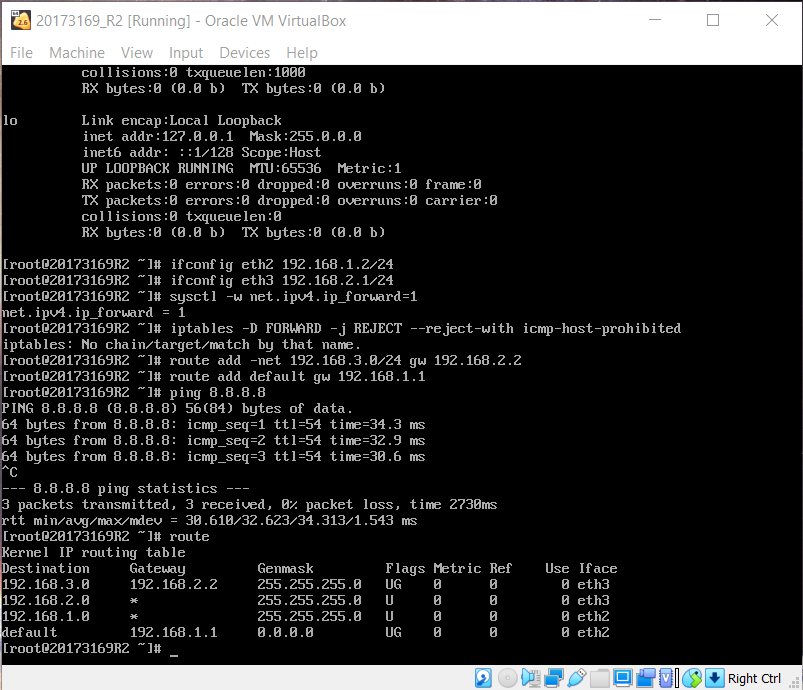 20173169_R2 [Running] - Oracle VM VirtualBox
File Machine View Input Devices Help
collisions:0 txqueuelen:1000
RX bytes:0 (0.0 b)  TX bytes:0 (0.0 b)
lo        Link encap:Local Loopback
inet addr:127.0.0.1  Mask:255.0.0.0
inet6 addr: ::1/128 Scope:Host
UP LOOPBACK RUNNING  MTU:65536  Metric:1
RX packets:0 errors:0 dropped:0 overruns:0 frame:0
TX packets:0 errors:0 dropped:0 overruns:0 carrier:0
collisions:0 txqueuelen:0
RX bytes:0 (0.0 b)  TX bytes:0 (0.0 b)
[root@20173169R2 ~]# ifconfig eth2 192.168.1.2/24
[root@20173169R2 ~]# ifconfig eth3 192.168.2.1/24
[root@20173169R2 ~]# sysctl -w net.ipv4.ip_forward=1
net.ipv4.ip_forward = 1
[root@20173169R2 ~]# iptables -D FORWARD -j REJECT --reject-with icmp-host-prohibited
iptables: No chain/target/match by that name.
[root@20173169R2 ~]# route add -net 192.168.3.0/24 gw 192.168.2.2
[root@20173169R2 ~]# route add default gw 192.168.1.1
[root@20173169R2 ~]# ping 8.8.8.8
PING 8.8.8.8 (8.8.8.8) 56(84) bytes of data.
64 bytes from 8.8.8.8: icmp_seq=1 ttl=54 time=34.3 ms
64 bytes from 8.8.8.8: icmp_seq=2 ttl=54 time=32.9 ms
64 bytes from 8.8.8.8: icmp_seq=3 ttl=54 time=30.6 ms
^C
--- 8.8.8.8 ping statistics ---
3 packets transmitted, 3 received, 0% packet loss, time 2730ms
rtt min/avg/max/mdev = 30.610/32.623/34.313/1.543 ms
[root@20173169R2 ~]# route
Kernel IP routing table
Destination     Gateway         Genmask         Flags Metric Ref    Use Iface
192.168.3.0     192.168.2.2     255.255.255.0   UG    0      0        0 eth3
192.168.2.0     *               255.255.255.0   U     0      0        0 eth3
192.168.1.0     *               255.255.255.0   U     0      0        0 eth2
default         192.168.1.1     0.0.0.0         UG    0      0        0 eth2
[root@20173169R2 ~]# _
Right Ctrl